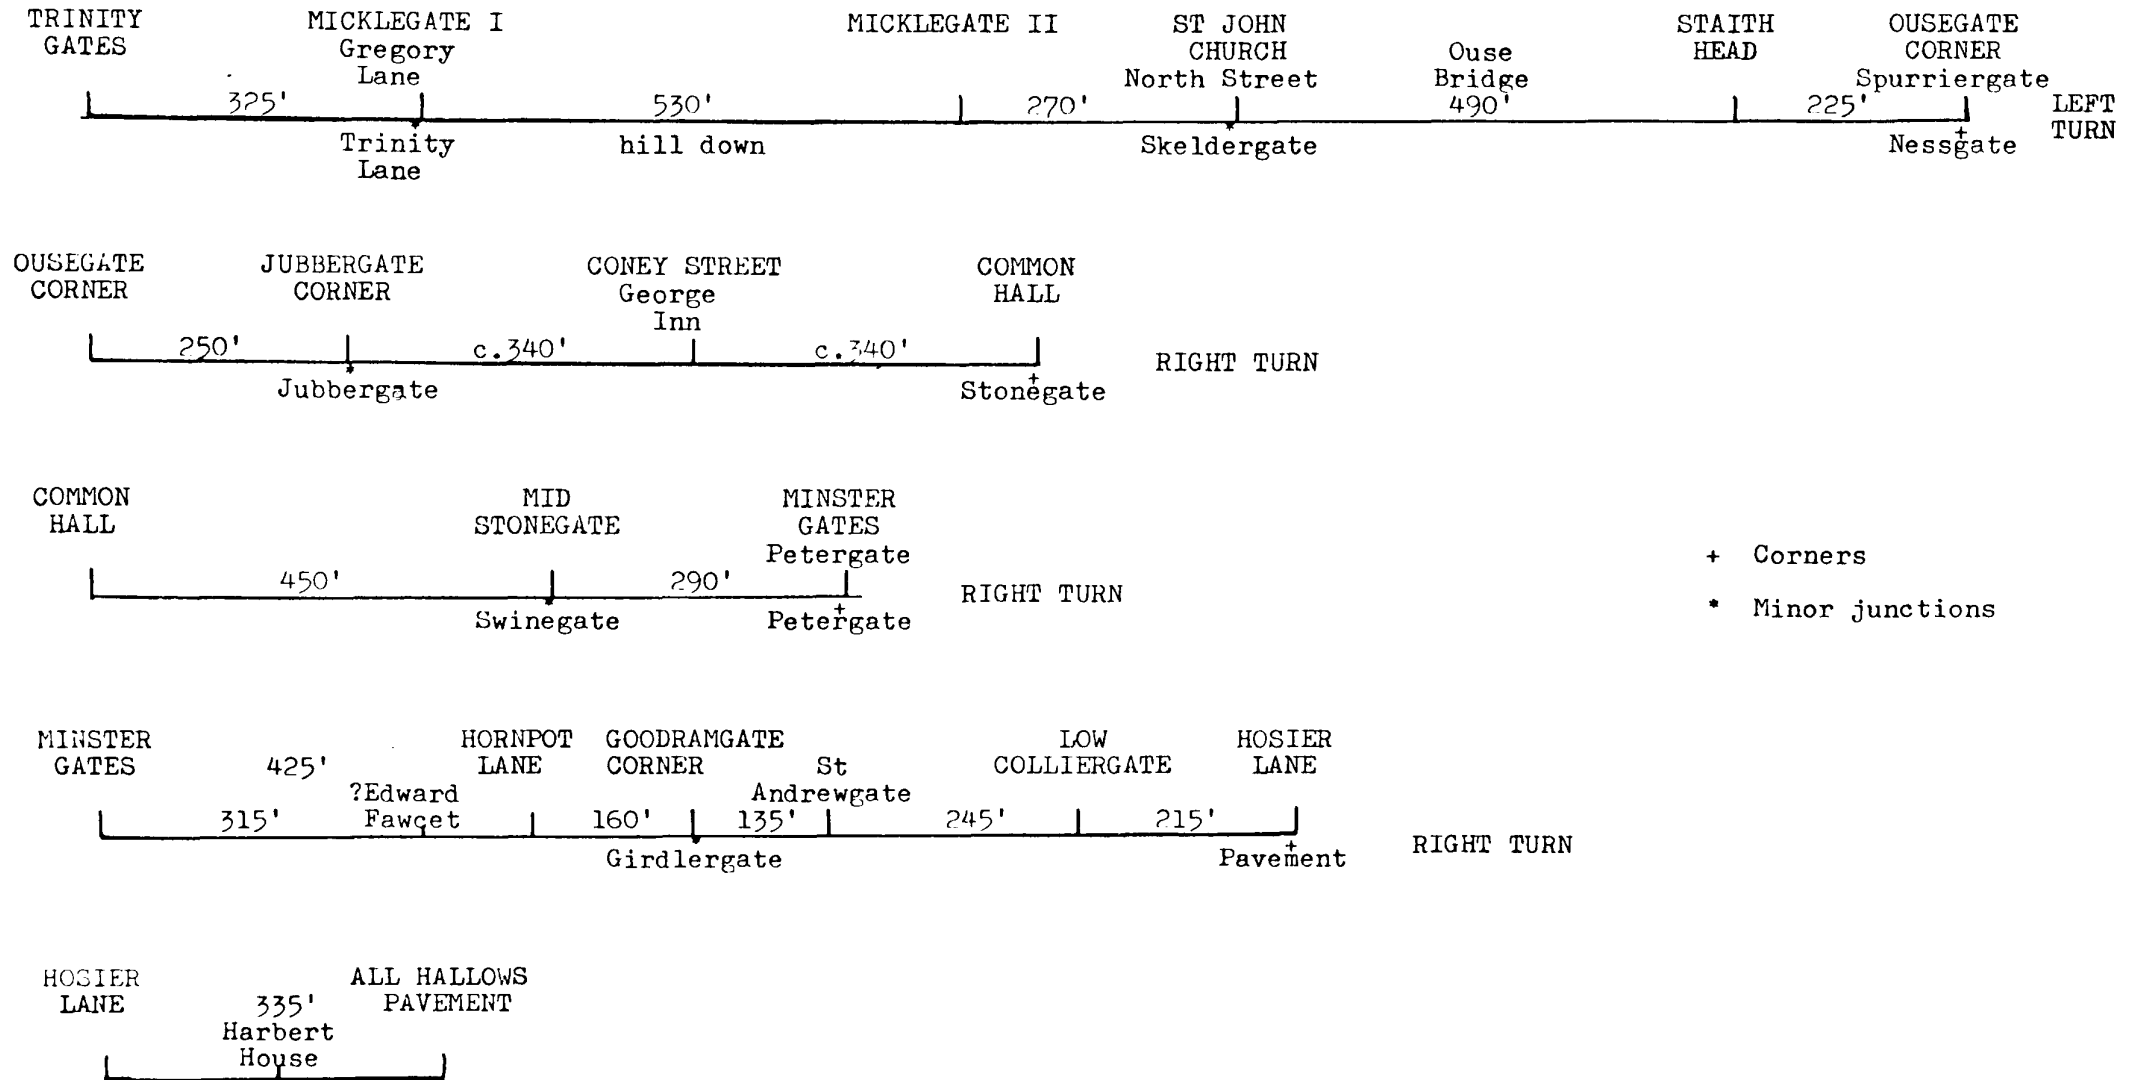 TRINITY
GATES
MICKLEGATE I
Gregory
Lane
MICKLEGATE II
ST JOHN
CHURCH
North Street
Ouse
Bridge
STAITH
HEAD
OUSEGATE
CORNER
Spurriergate
325'
530'
270'
490'
225'
LEFT
TURN
Trinity
Lane
hill down
Skeldergate
Nessgate
+
OUSEGATE
CORNER
JUBBERGATE
CORNER
CONEY STREET
George
Inn
COMMON
HALL
250'
c.340'
c.340'
RIGHT TURN
Jubbergate
+
Stonegate
COMMON
HALL
MID
STONEGATE
MINSTER
GATES
Petergate
450'
290'
RIGHT TURN
Swinegate
+
Petergate
+ Corners
* Minor junctions
MINSTER
GATES
425'
HORNPOT
LANE
GOODRAMGATE
CORNER
St
Andrewgate
LOW
COLLIERGATE
HOSIER
LANE
?Edward
Fawcet
315'
160'
135'
245'
215'
RIGHT TURN
Girdlergate
+
Pavement
HOSIER
LANE
335'
Harbert
House
ALL HALLOWS
PAVEMENT